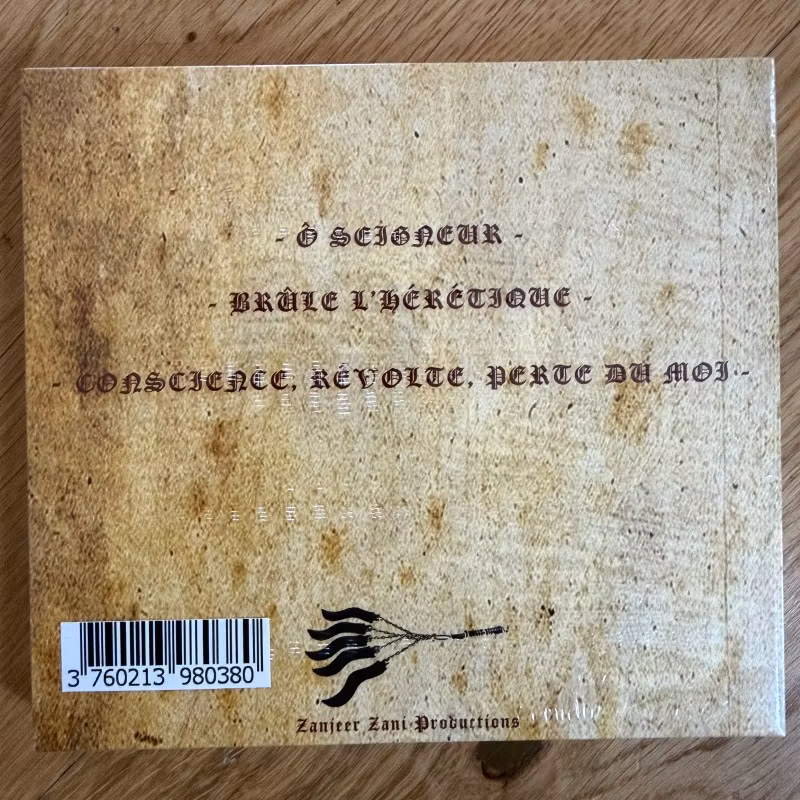 - Ô SEIGNEUR -
- BRÛLE L'HÉRÉTIQUE -
- CONSCIENCE, RÉVOLTE, PERTE DU MOI -
3 760213 980380
Zanjeer Zani Productions